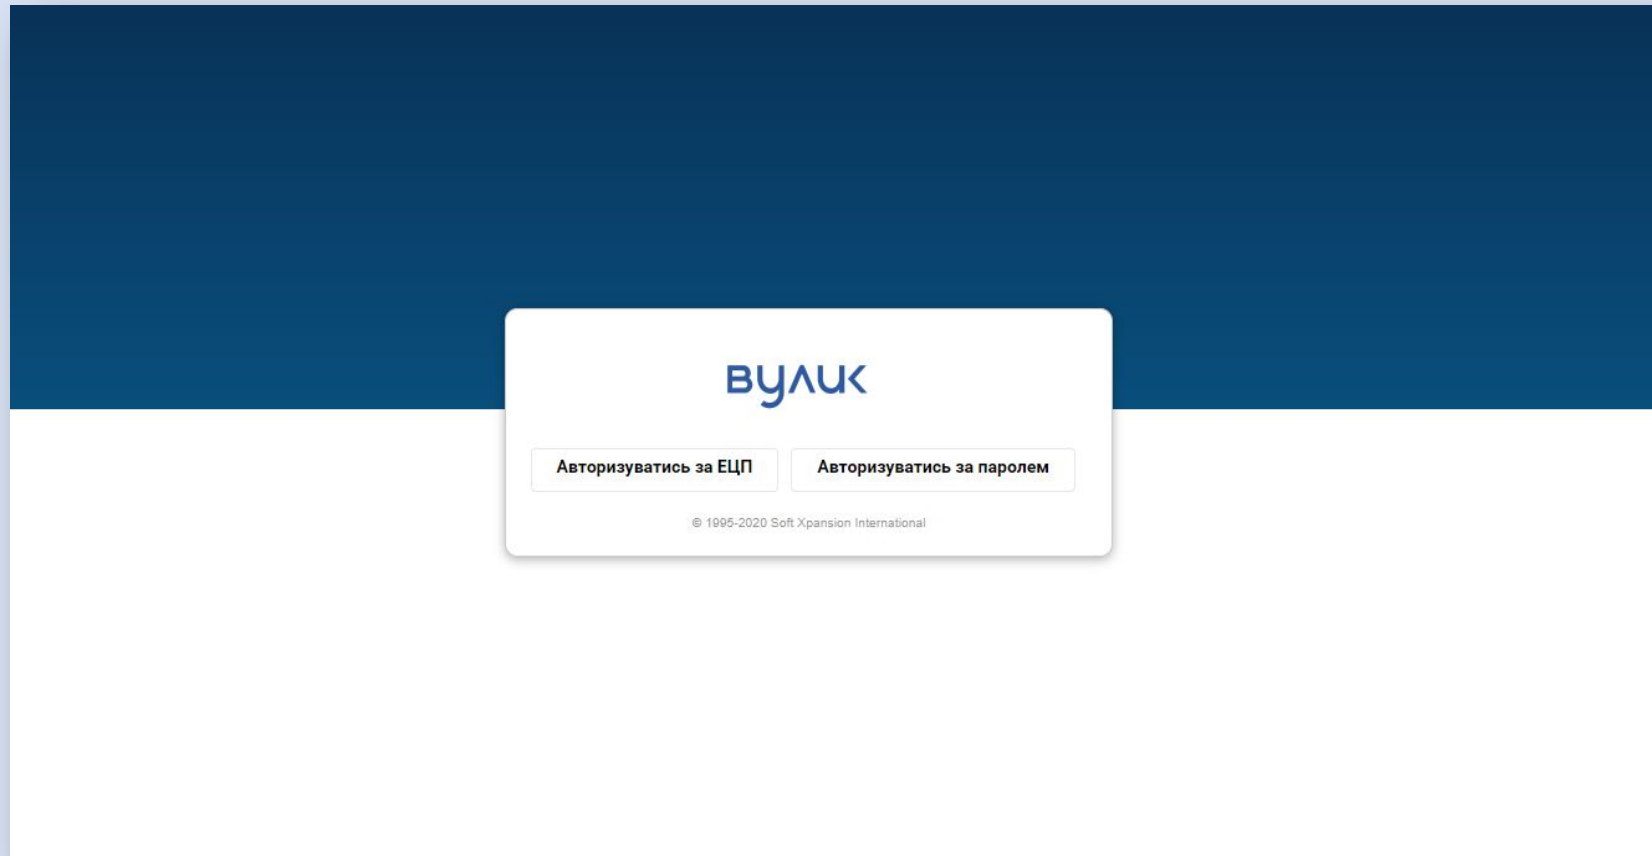 ВУЛИК
Авторизуватись за ЕЦП
Авторизуватись за паролем
© 1995-2020 Soft Xpansion International